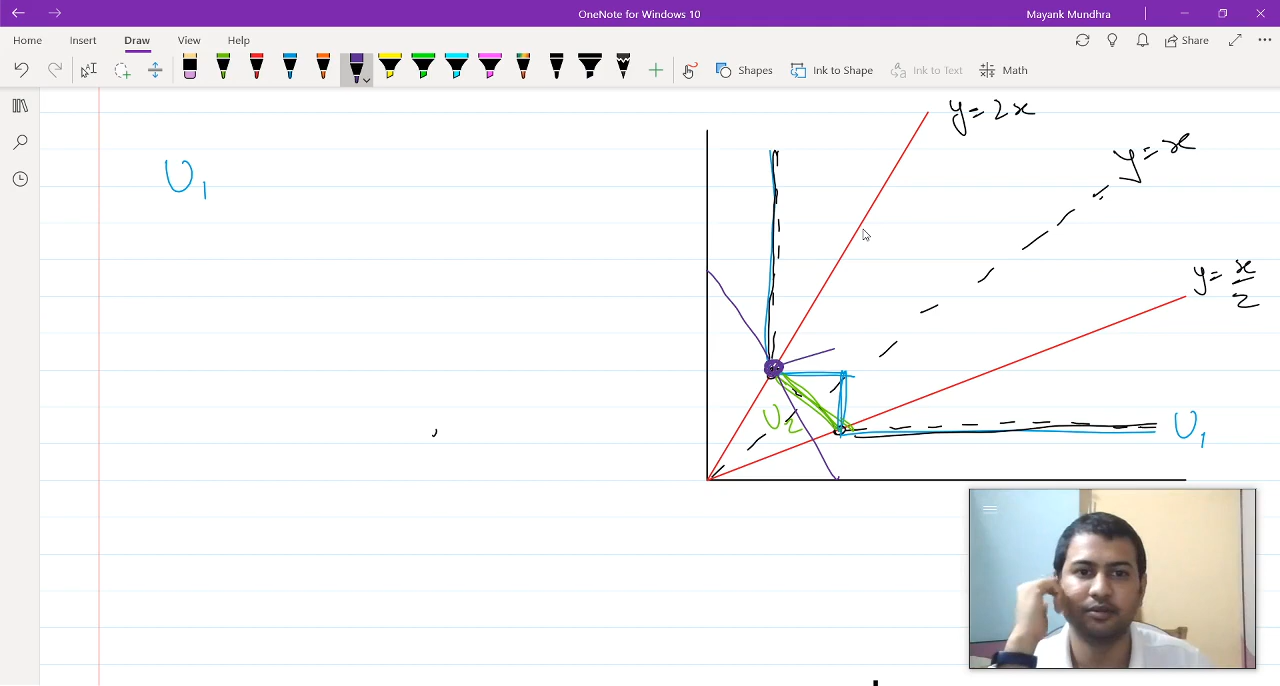 OneNote for Windows 10
Mayank Mundhra
Home Insert Draw View Help
Share
Shapes
Ink to Shape
Ink to Text
Math
y = 2x
y = x
U1
y = x/2
U2
U1